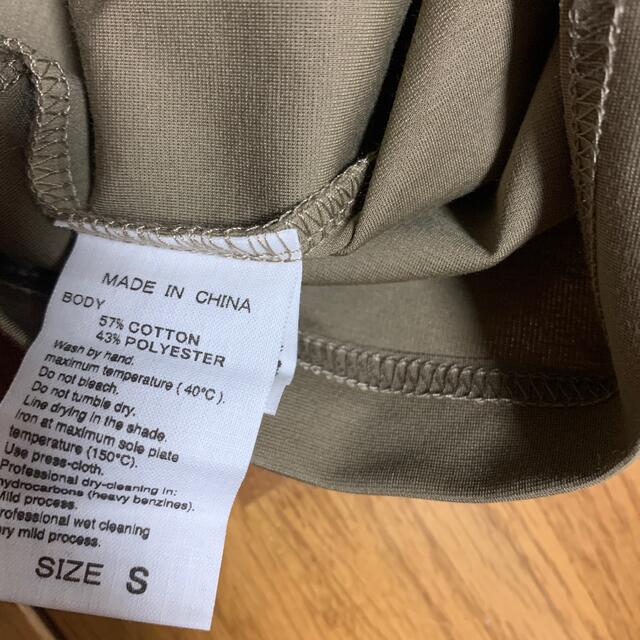 MADE IN CHINA
BODY
57% COTTON
43% POLYESTER
Wash by hand.
maximum temperature ( 40°C ).
Do not bleach.
Do not tumble dry.
Line drying in the shade.
Iron at maximum sole plate
temperature (150°C).
Use press-cloth.
Professional dry-cleaning in:
hydrocarbons (heavy benzines).
Mild process.
Professional wet cleaning
very mild process.
SIZE S